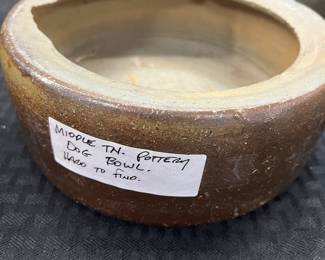 MIDDLE TN. POTTERY
DOG BOWL.
HARD TO FIND.